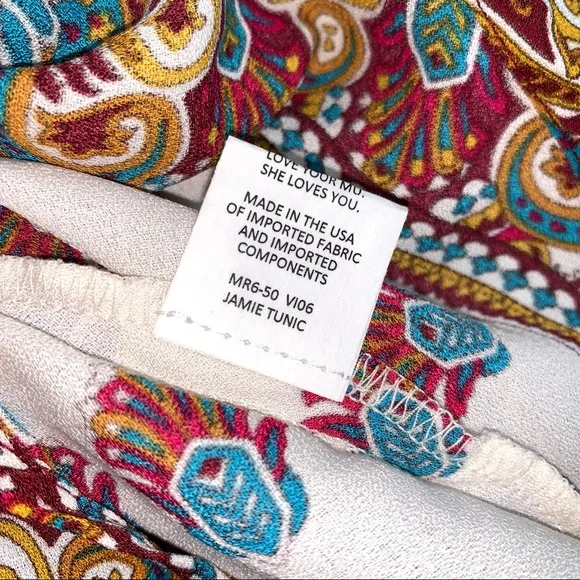 LOVE YOUR MU.
SHE LOVES YOU.
MADE IN THE USA
OF IMPORTED FABRIC
AND IMPORTED
COMPONENTS
MR6-50 VI06
JAMIE TUNIC